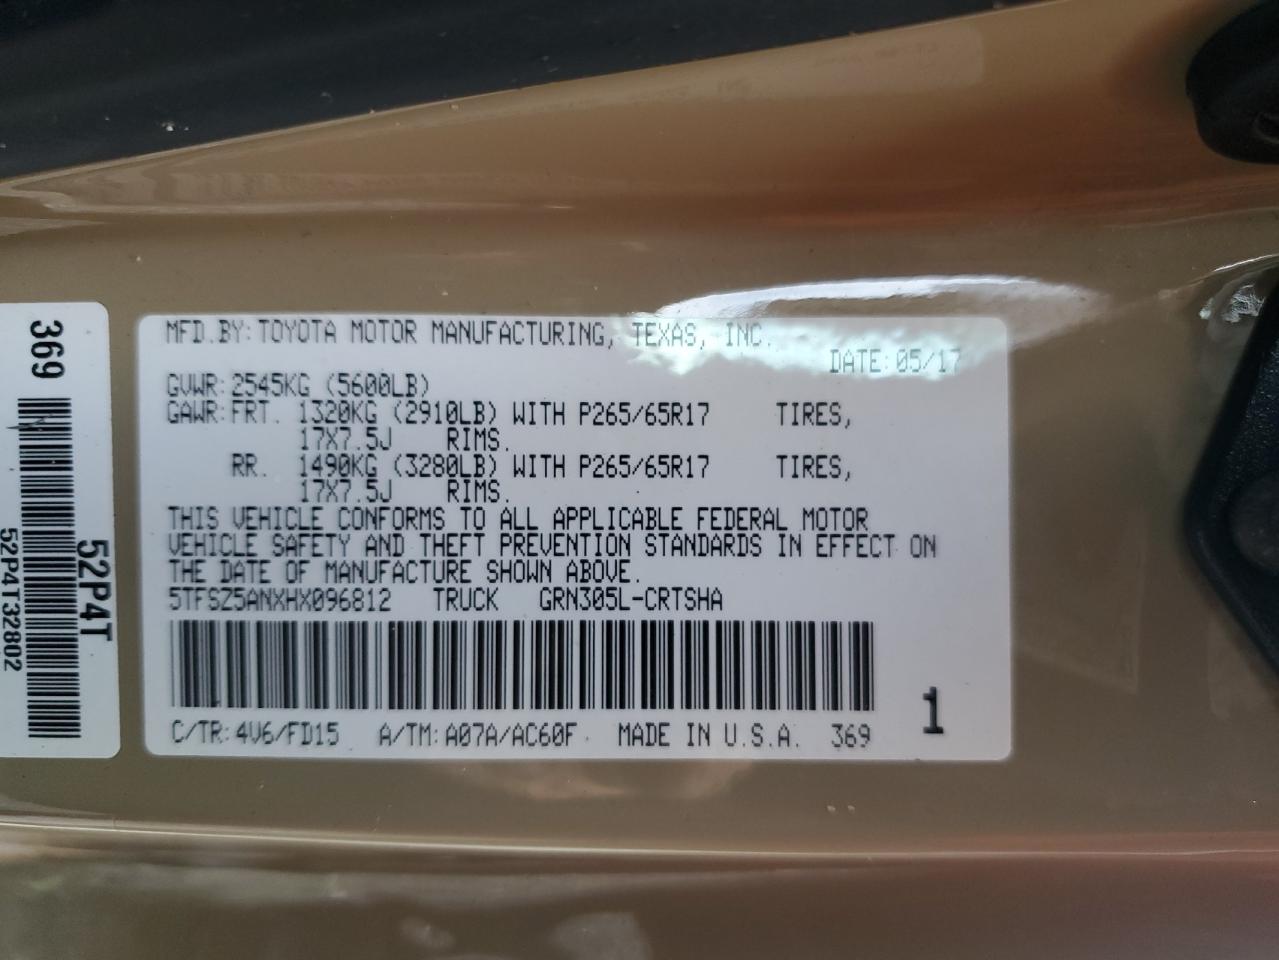 MFD.BY:TOYOTA MOTOR MANUFACTURING, TEXAS, INC.
DATE:05/17
GVWR:2545KG (5600LB)
GAWR:FRT. 1320KG (2910LB) WITH P265/65R17 TIRES,
17X7.5J RIMS.
RR. 1490KG (3280LB) WITH P265/65R17 TIRES,
17X7.5J RIMS.
THIS VEHICLE CONFORMS TO ALL APPLICABLE FEDERAL MOTOR
VEHICLE SAFETY AND THEFT PREVENTION STANDARDS IN EFFECT ON
THE DATE OF MANUFACTURE SHOWN ABOVE.
5TFSZ5ANXHX096812 TRUCK GRN305L-CRTSHA
C/TR:4V6/FD15 A/TM:A07A/AC60F MADE IN U.S.A. 369
1
369
52P4T
52P4T32802